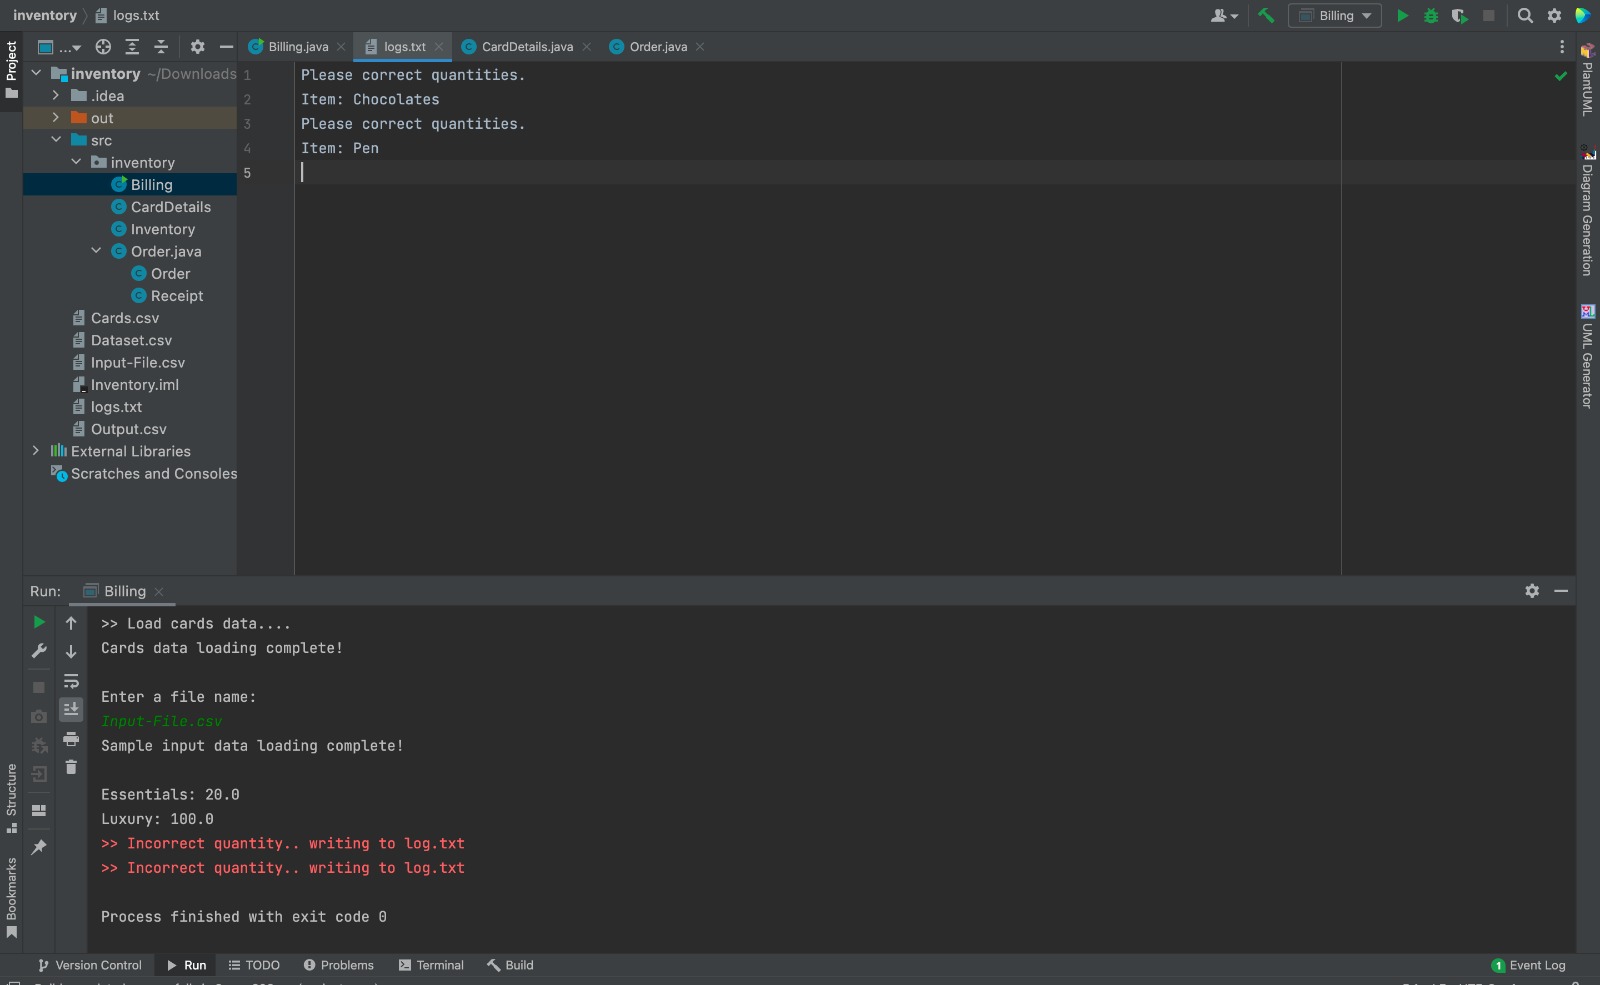 inventory
logs.txt
Billing
Project
...
Billing.java
logs.txt
CardDetails.java
Order.java
inventory ~/Downloads
.idea
out
src
inventory
Billing
CardDetails
Inventory
Order.java
Order
Receipt
Cards.csv
Dataset.csv
Input-File.csv
Inventory.iml
logs.txt
Output.csv
External Libraries
Scratches and Consoles
1 Please correct quantities.
2 Item: Chocolates
3 Please correct quantities.
4 Item: Pen
5
PlantUML
Diagram Generation
UML Generator
Run: Billing
>> Load cards data....
Cards data loading complete!
Enter a file name:
Input-File.csv
Sample input data loading complete!
Essentials: 20.0
Luxury: 100.0
>> Incorrect quantity.. writing to log.txt
>> Incorrect quantity.. writing to log.txt
Process finished with exit code 0
Structure
Bookmarks
Version Control
Run
TODO
Problems
Terminal
Build
1 Event Log